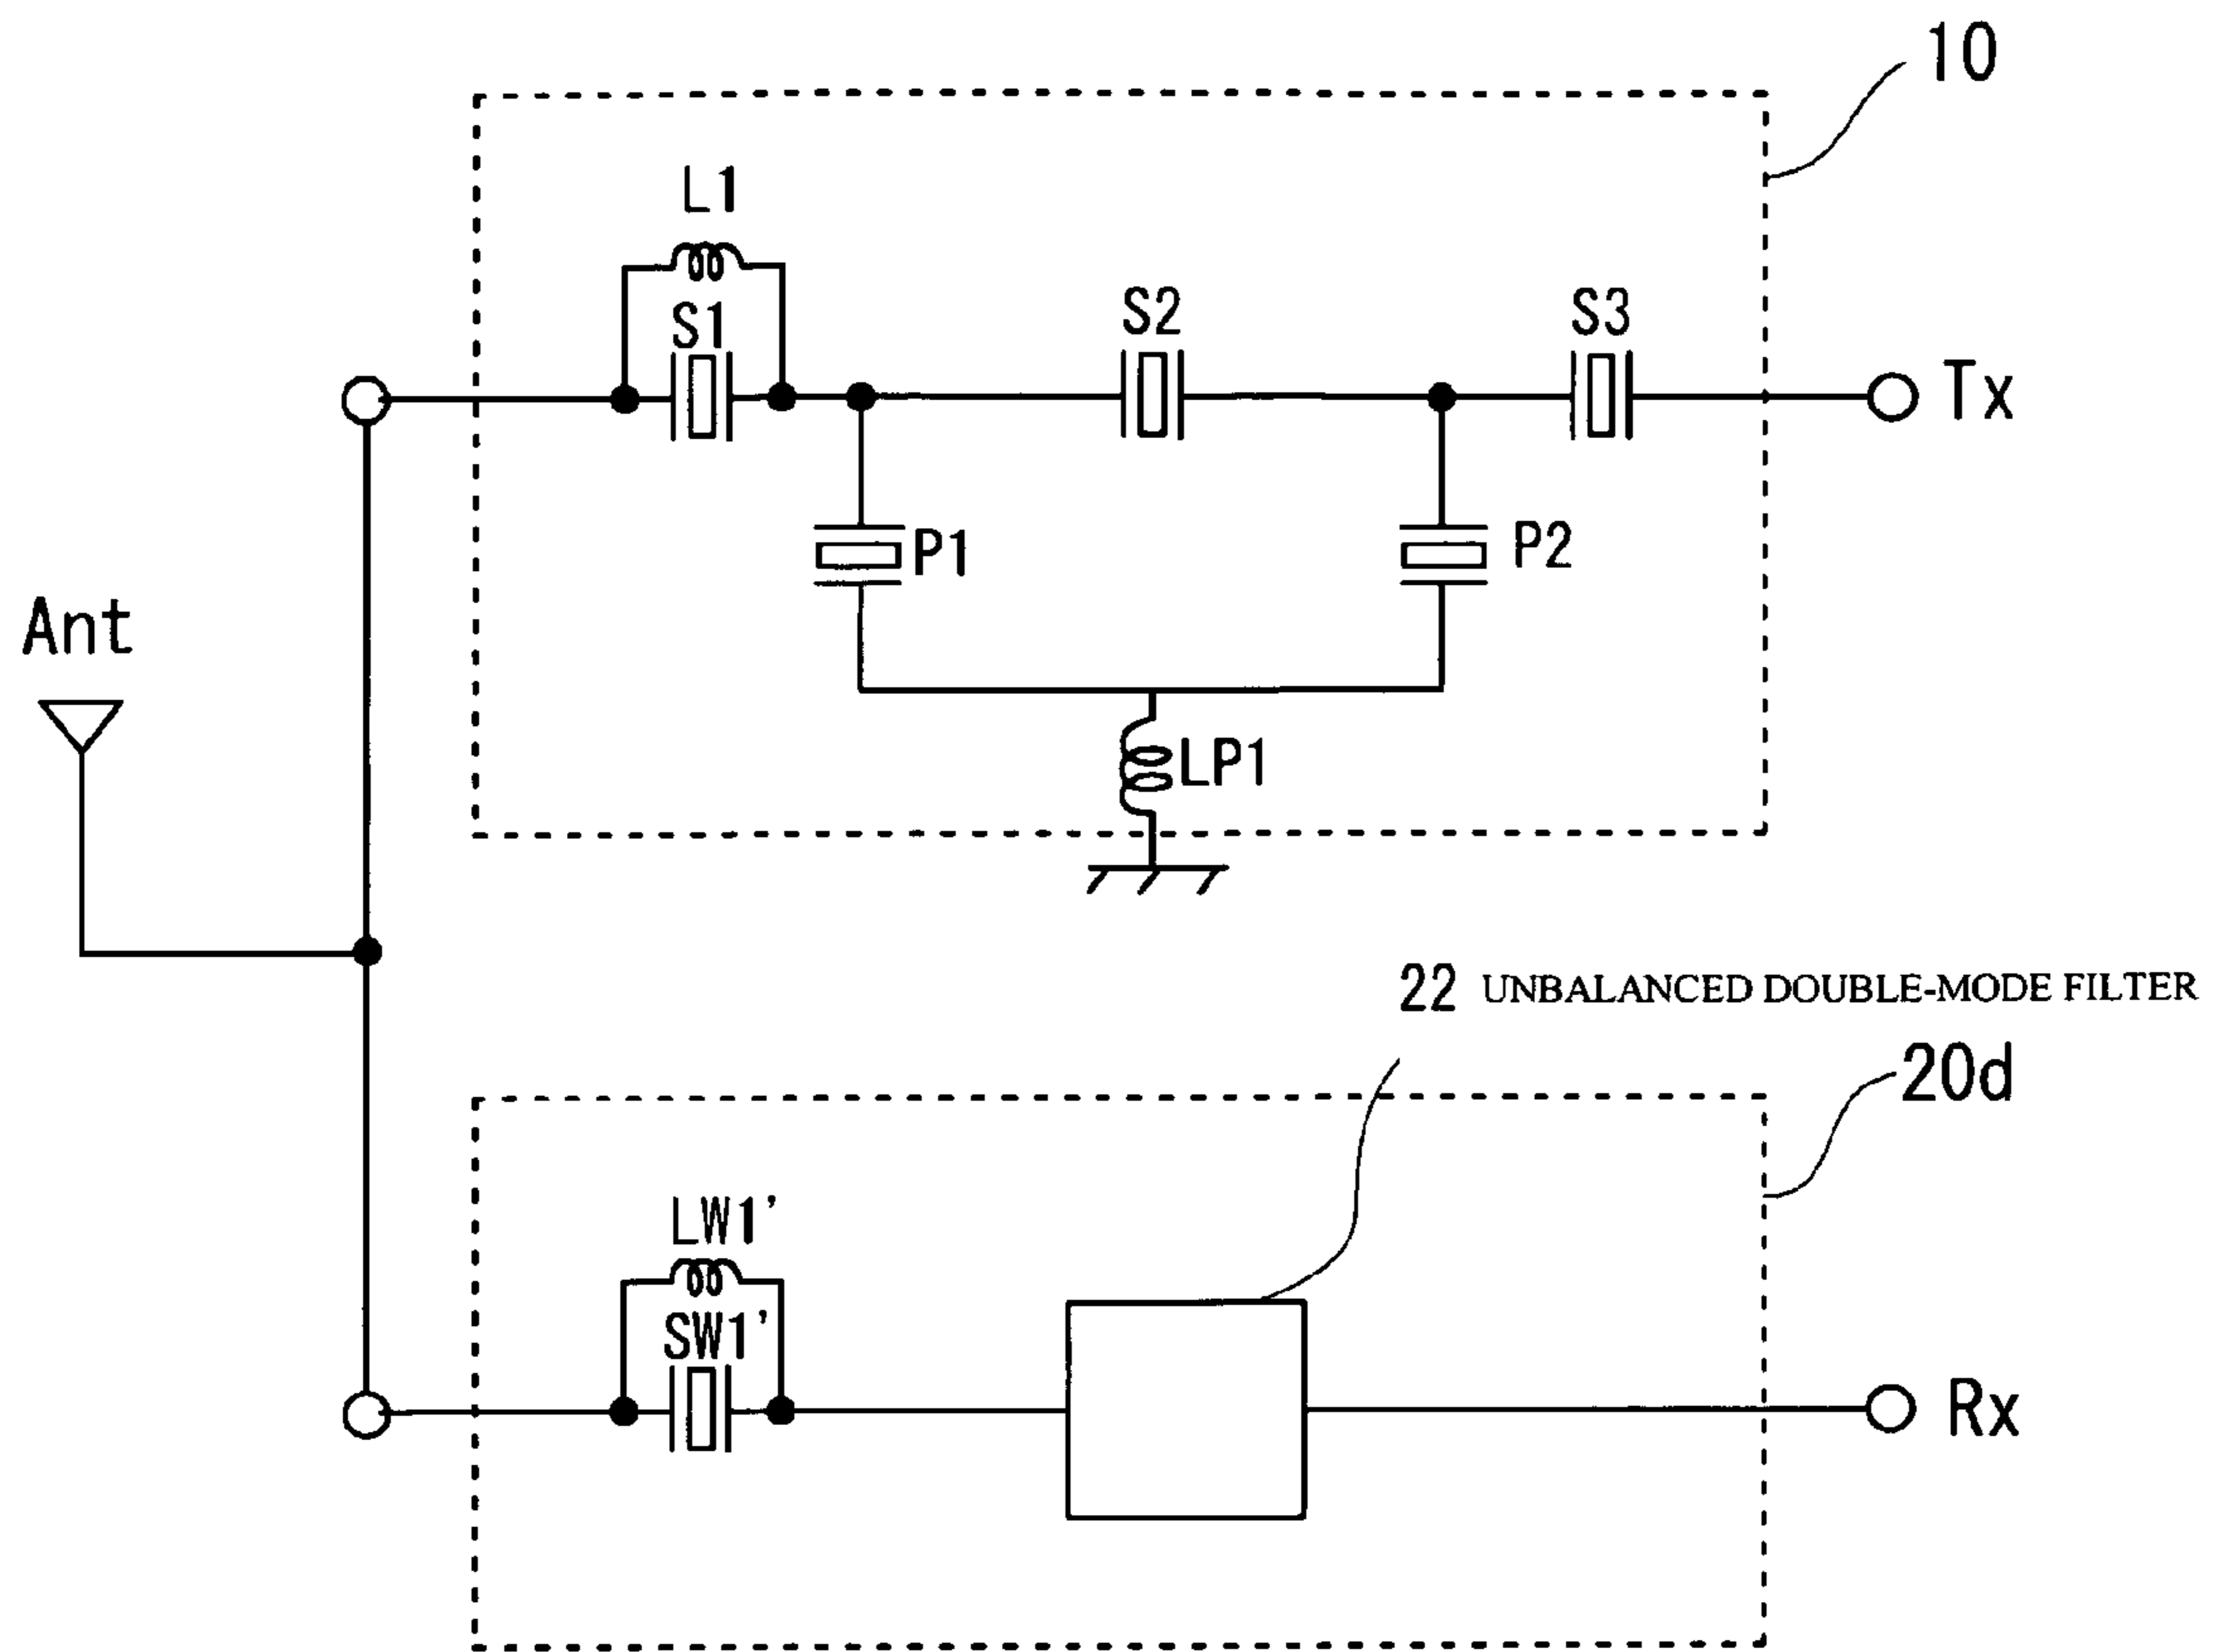 10
L1
S1
S2
S3
Tx
P1
P2
Ant
LP1
22 UNBALANCED DOUBLE-MODE FILTER
20d
LW1'
SW1'
Rx